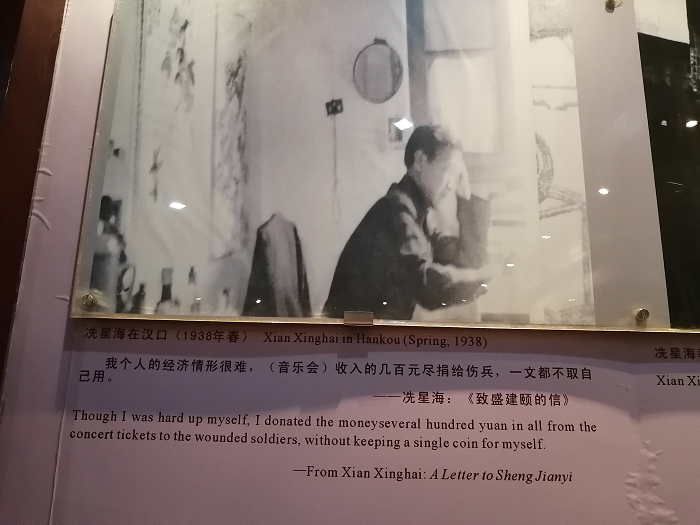 冼星海在汉口（1938年春） Xian Xinghai in Hankou (Spring, 1938)
我个人的经济情形很难，（音乐会）收入的几百元尽捐给伤兵，一文都不取自
己用。
——冼星海：《致盛建颐的信》
Though I was hard up myself, I donated the moneyseveral hundred yuan in all from the
concert tickets to the wounded soldiers, without keeping a single coin for myself.
—From Xian Xinghai: A Letter to Sheng Jianyi
冼星海
Xian Xi